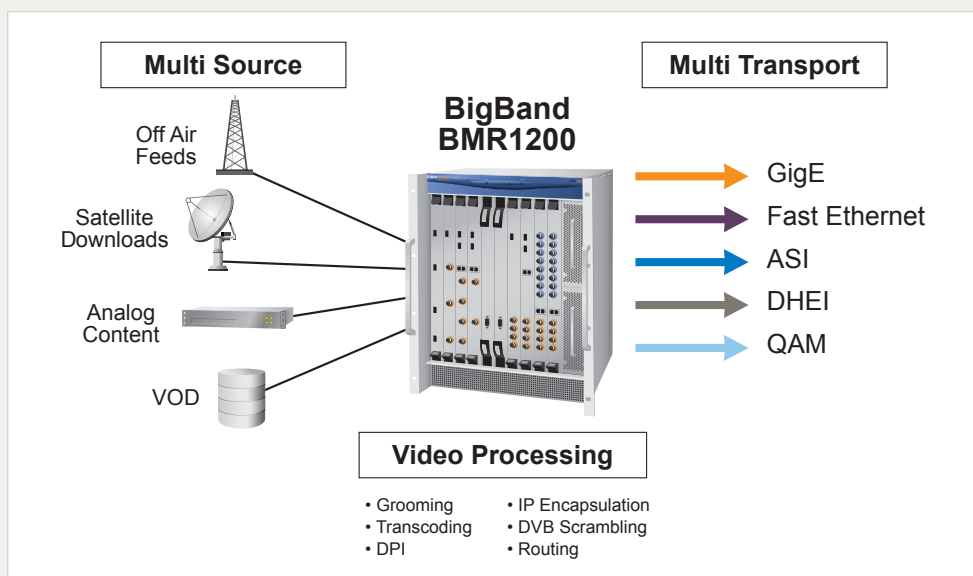 Multi Source
Multi Transport
BigBand
BMR1200
Off Air
Feeds
Satellite
Downloads
Analog
Content
VOD
GigE
Fast Ethernet
ASI
DHEI
QAM
Video Processing
• Grooming
• Transcoding
• DPI
• IP Encapsulation
• DVB Scrambling
• Routing